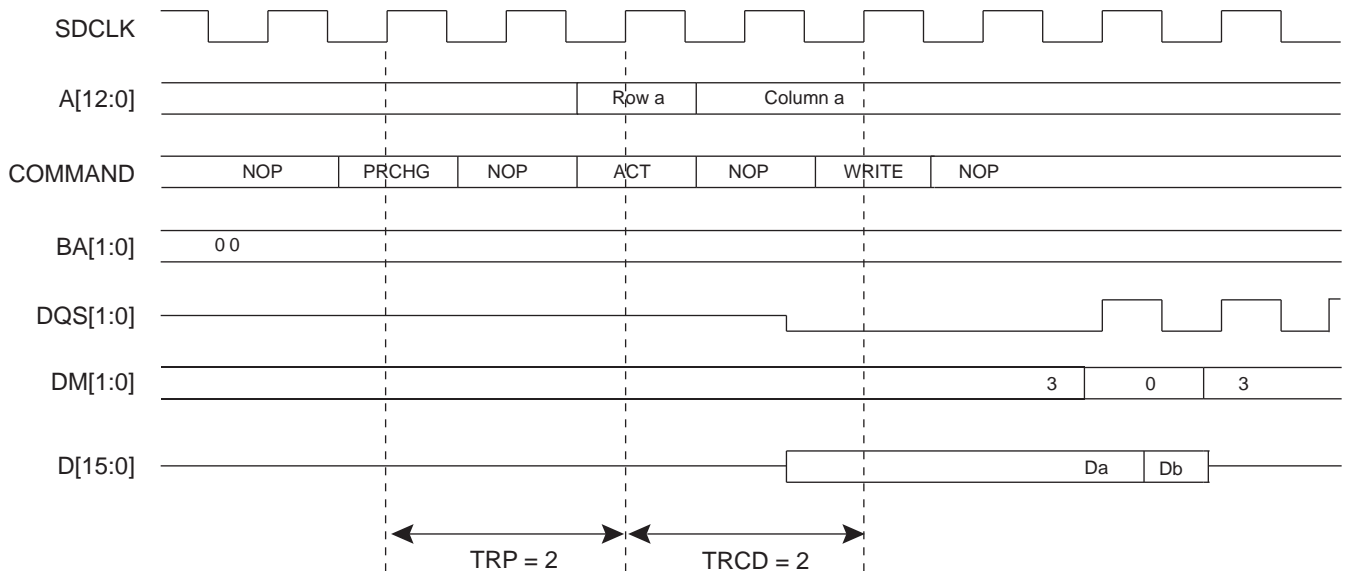 SDCLK
A[12:0] Row a Column a
COMMAND NOP PRCHG NOP ACT NOP WRITE NOP
BA[1:0] 0 0
DQS[1:0]
DM[1:0] 3 0 3
D[15:0] Da Db
TRP = 2 TRCD = 2